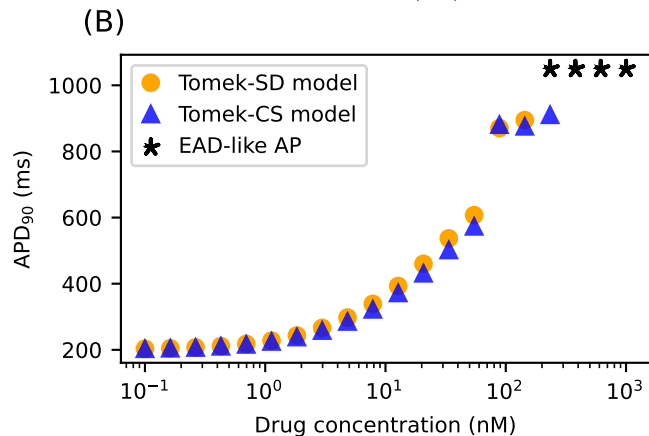 (B)
Tomek-SD model
Tomek-CS model
EAD-like AP
APD₉₀ (ms)
1000
800
600
400
200
10⁻¹ 10⁰ 10¹ 10² 10³
Drug concentration (nM)